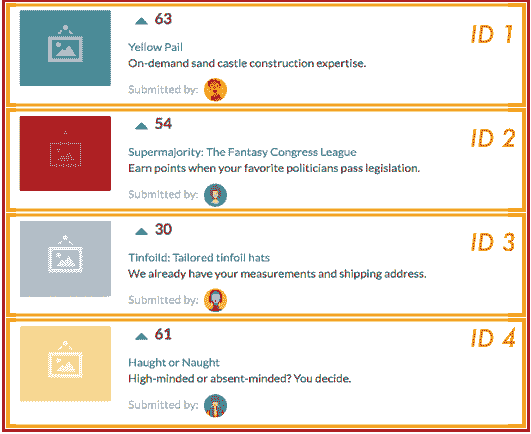 63
ID 1
Yellow Pail
On-demand sand castle construction expertise.
Submitted by:
54
ID 2
Supermajority: The Fantasy Congress League
Earn points when your favorite politicians pass legislation.
Submitted by:
30
ID 3
Tinfoild: Tailored tinfoil hats
We already have your measurements and shipping address.
Submitted by:
61
ID 4
Haught or Naught
High-minded or absent-minded? You decide.
Submitted by: